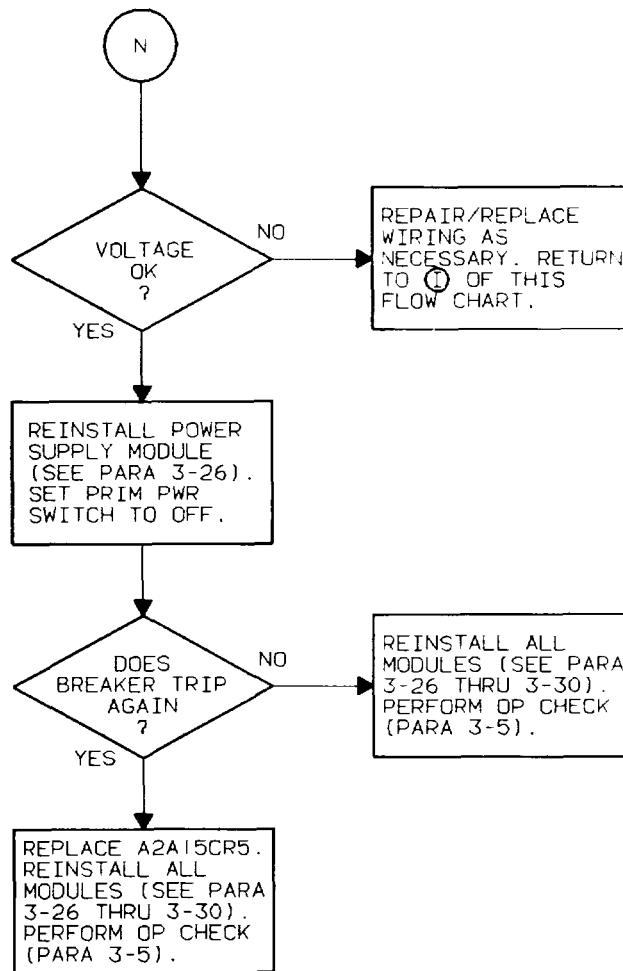 N
VOLTAGE
OK
?
NO
YES
REPAIR/REPLACE
WIRING AS
NECESSARY. RETURN
TO I OF THIS
FLOW CHART.
REINSTALL POWER
SUPPLY MODULE
(SEE PARA 3-26).
SET PRIM PWR
SWITCH TO OFF.
DOES
BREAKER TRIP
AGAIN
?
NO
YES
REINSTALL ALL
MODULES (SEE PARA
3-26 THRU 3-30).
PERFORM OP CHECK
(PARA 3-5).
REPLACE A2A15CR5.
REINSTALL ALL
MODULES (SEE PARA
3-26 THRU 3-30).
PERFORM OP CHECK
(PARA 3-5).